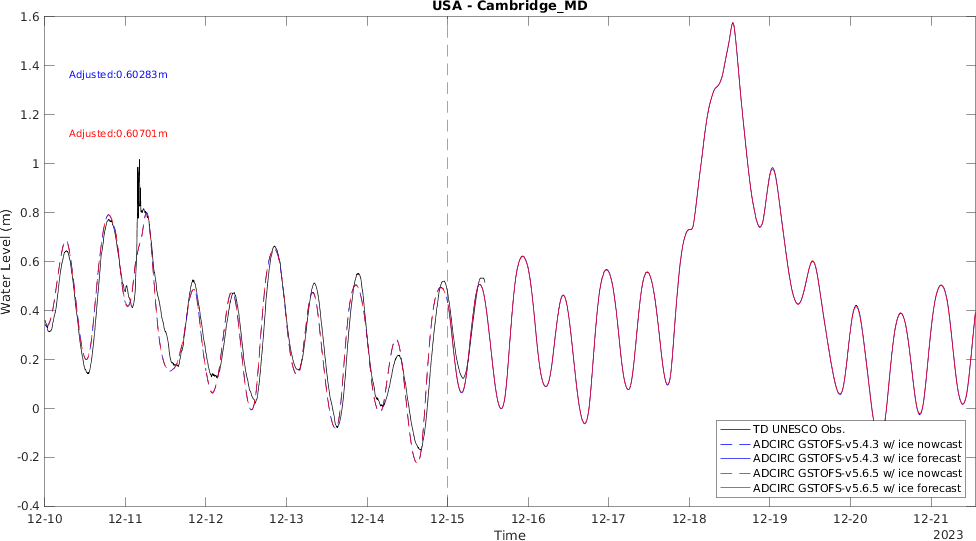 USA - Cambridge_MD
1.6
1.4
1.2
1
0.8
0.6
0.4
0.2
0
-0.2
-0.4
Water Level (m)
Adjusted:0.60283m
Adjusted:0.60701m
TD UNESCO Obs.
ADCIRC GSTOFS-v5.4.3 w/ ice nowcast
ADCIRC GSTOFS-v5.4.3 w/ ice forecast
ADCIRC GSTOFS-v5.6.5 w/ ice nowcast
ADCIRC GSTOFS-v5.6.5 w/ ice forecast
12-10 12-11 12-12 12-13 12-14 12-15 12-16 12-17 12-18 12-19 12-20 12-21
Time
2023